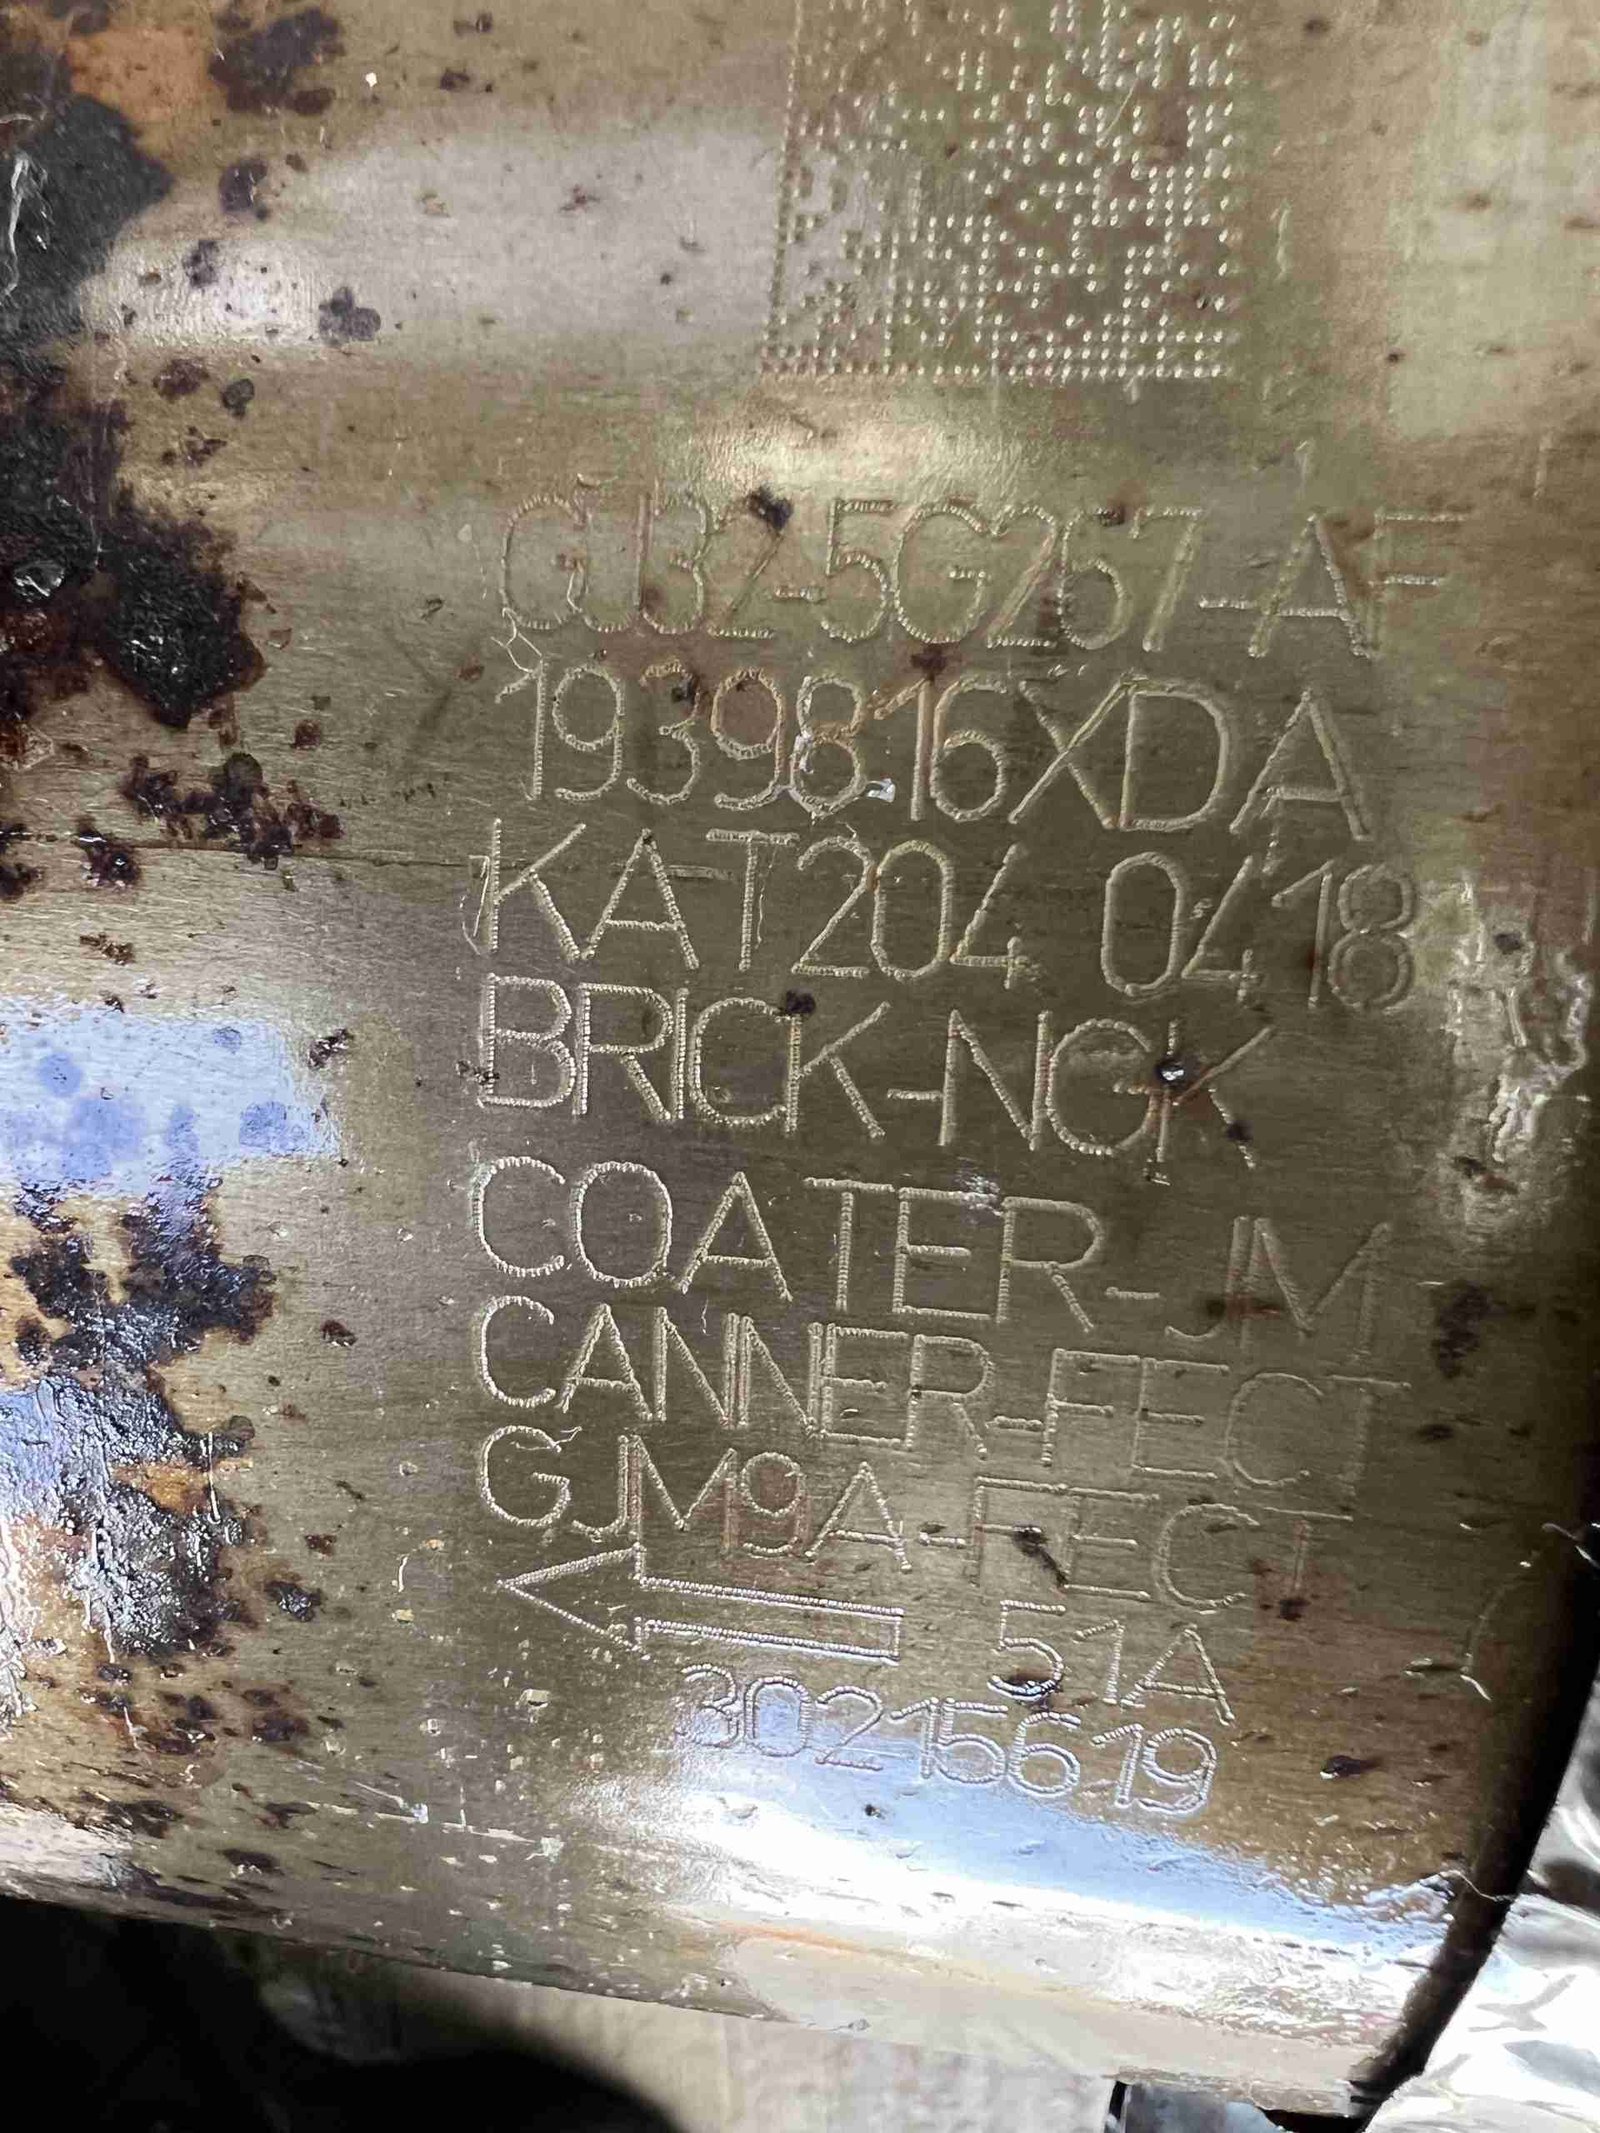 GJ32-5G267-AF
1939816XDA
KAT204 0418
BRICK-NGK
COATER-JM
CANNER-FECT
GJM9A-FECT
51A
30215619